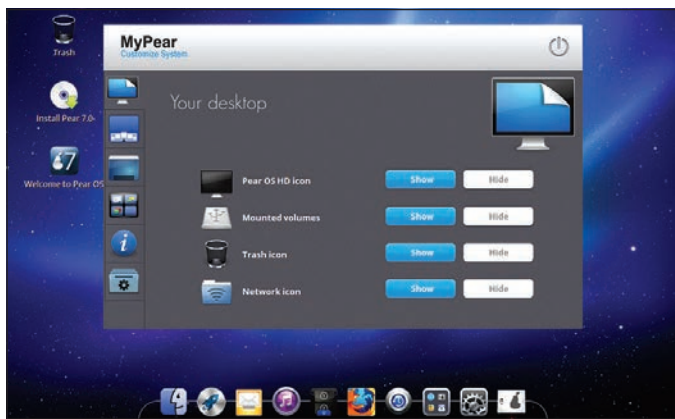 Trash
Install Pear 7.0-
Welcome to Pear OS
MyPear
Customize System
Your desktop
Pear OS HD icon
Show
Hide
Mounted volumes
Show
Hide
Trash icon
Show
Hide
Network icon
Show
Hide